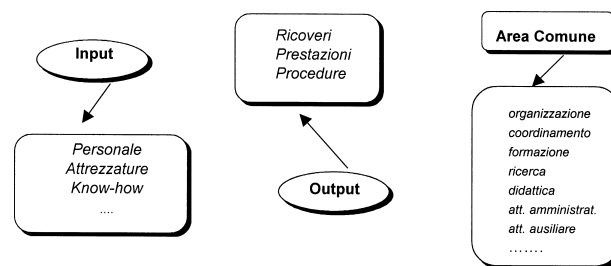 Input
Personale
Attrezzature
Know-how
....
Ricoveri
Prestazioni
Procedure
Output
Area Comune
organizzazione
coordinamento
formazione
ricerca
didattica
att. amministrat.
att. ausiliare
.......